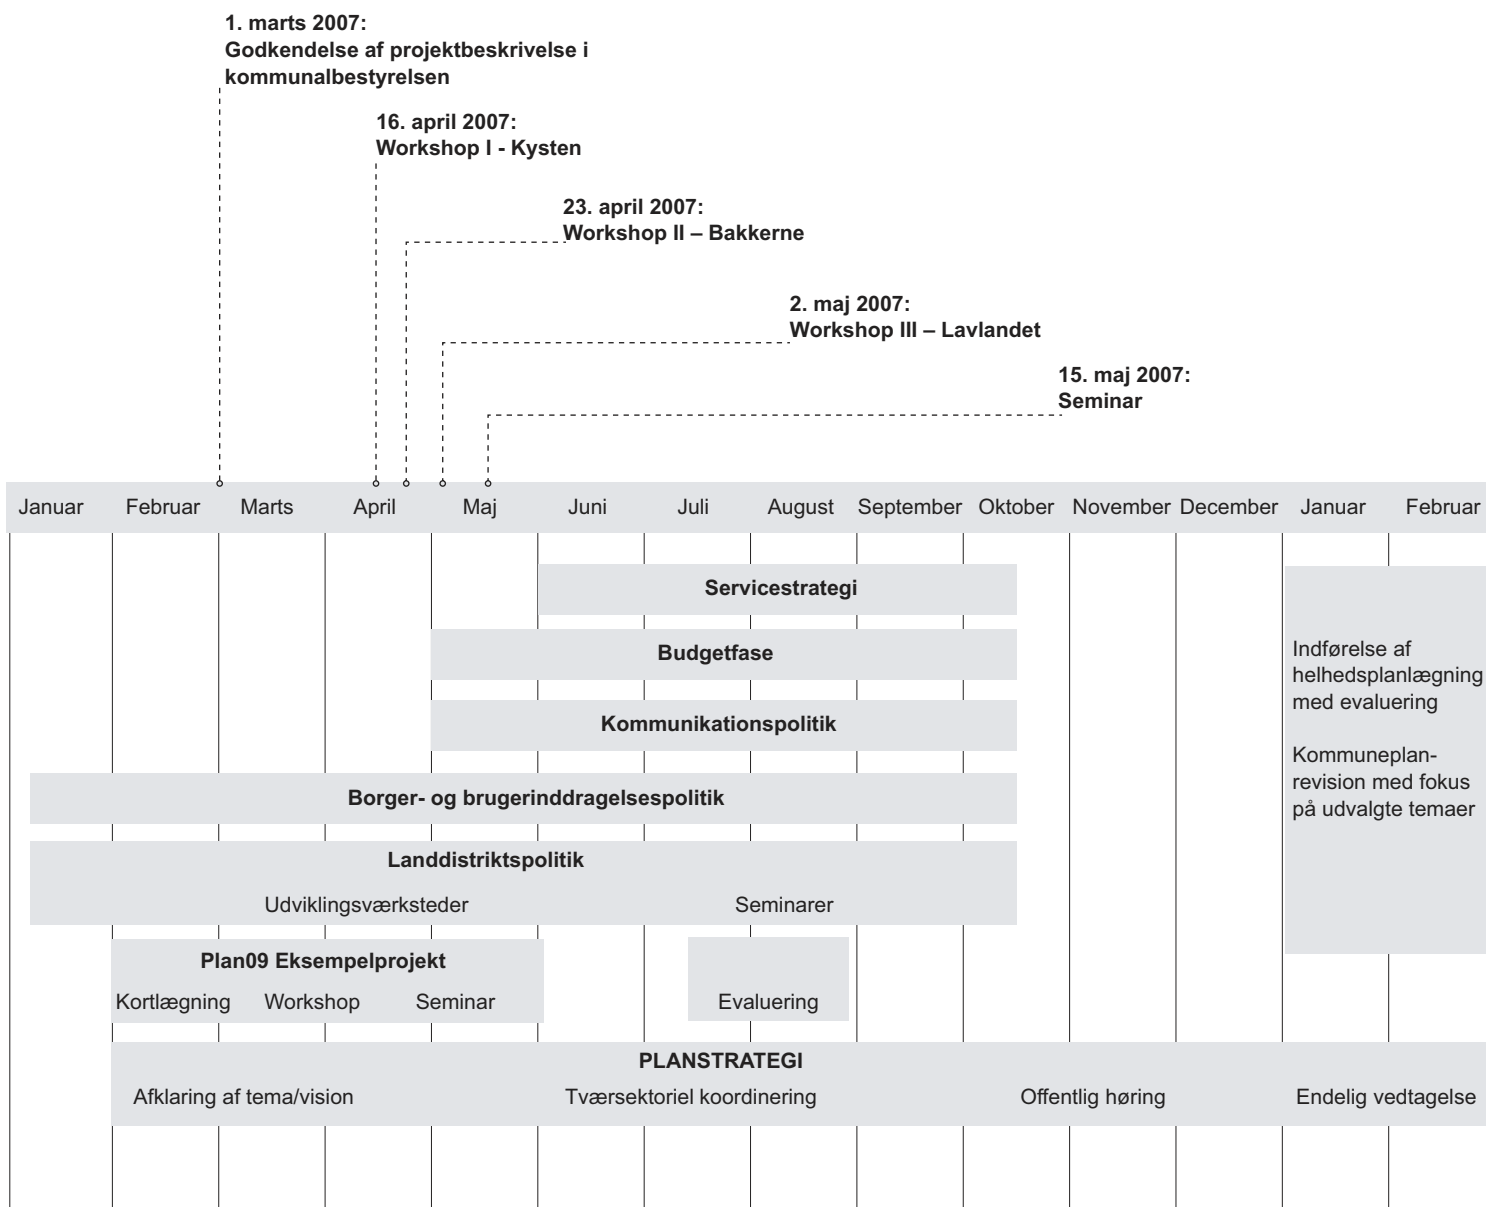 1. marts 2007:
Godkendelse af projektbeskrivelse i
kommunalbestyrelsen
16. april 2007:
Workshop I - Kysten
23. april 2007:
Workshop II – Bakkerne
2. maj 2007:
Workshop III – Lavlandet
15. maj 2007:
Seminar
Januar Februar Marts April Maj Juni Juli August September Oktober November December Januar Februar
Servicestrategi
Budgetfase
Kommunikationspolitik
Borger- og brugerinddragelsespolitik
Landdistriktspolitik
Udviklingsværksteder Seminarer
Plan09 Eksempelprojekt
Kortlægning Workshop Seminar Evaluering
Indførelse af
helhedsplanlægning
med evaluering
Kommuneplan-
revision med fokus
på udvalgte temaer
PLANSTRATEGI
Afklaring af tema/vision Tværsektoriel koordinering Offentlig høring Endelig vedtagelse